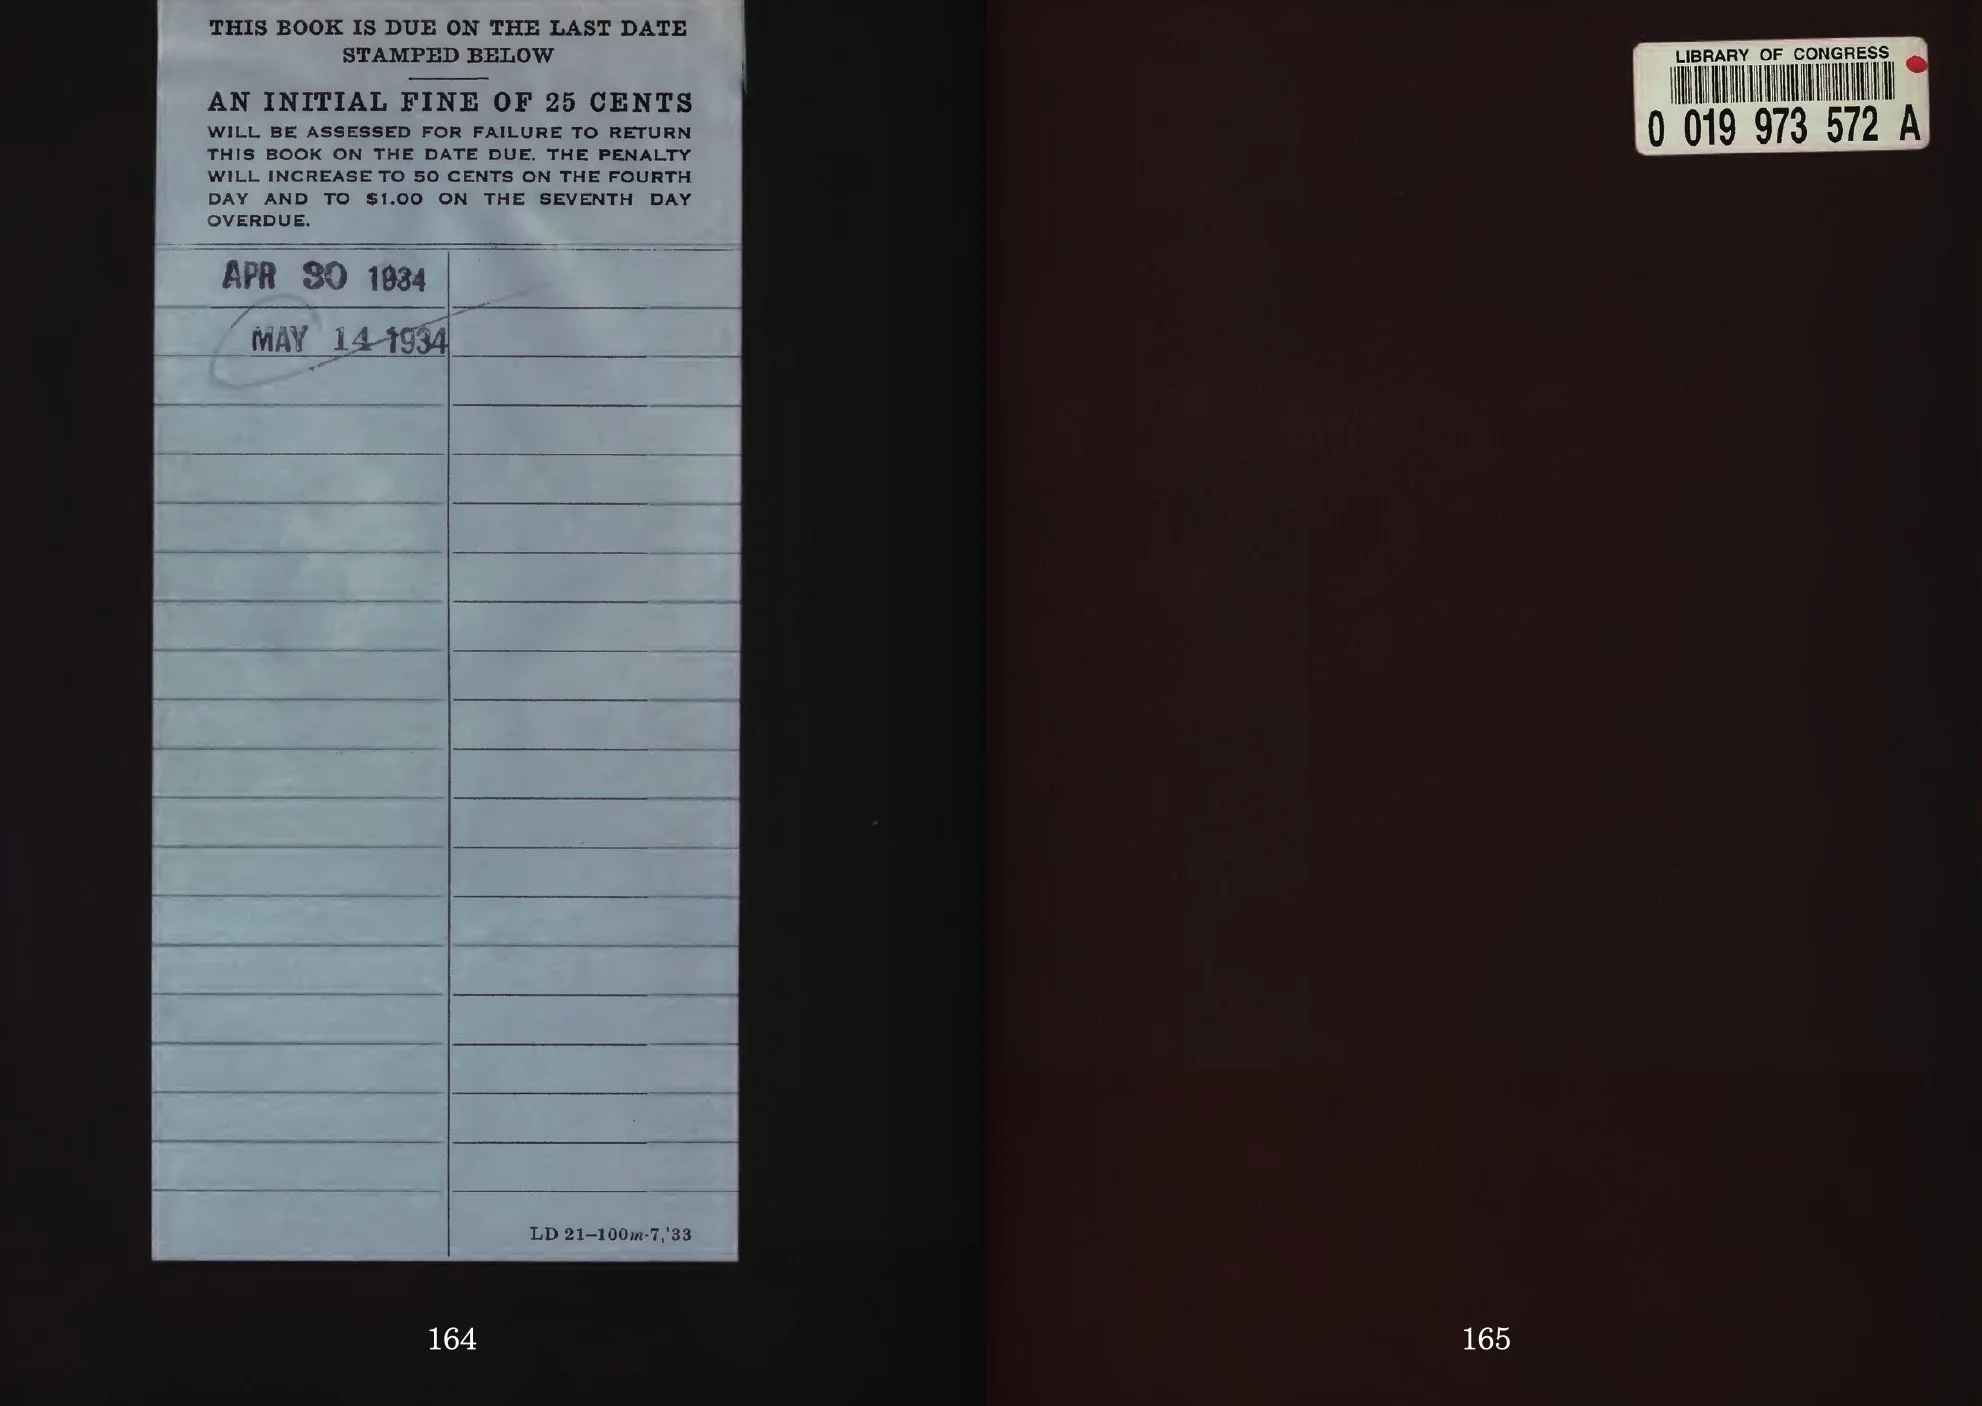 THIS BOOK IS DUE ON THE LAST DATE
STAMPED BELOW
AN INITIAL FINE OF 25 CENTS
WILL BE ASSESSED FOR FAILURE TO RETURN
THIS BOOK ON THE DATE DUE. THE PENALTY
WILL INCREASE TO 50 CENTS ON THE FOURTH
DAY AND TO $1.00 ON THE SEVENTH DAY
OVERDUE.
APR 30 1934
MAY 14 1934
LD 21–100m-7,'33
164
LIBRARY OF CONGRESS
0 019 973 572 A
165